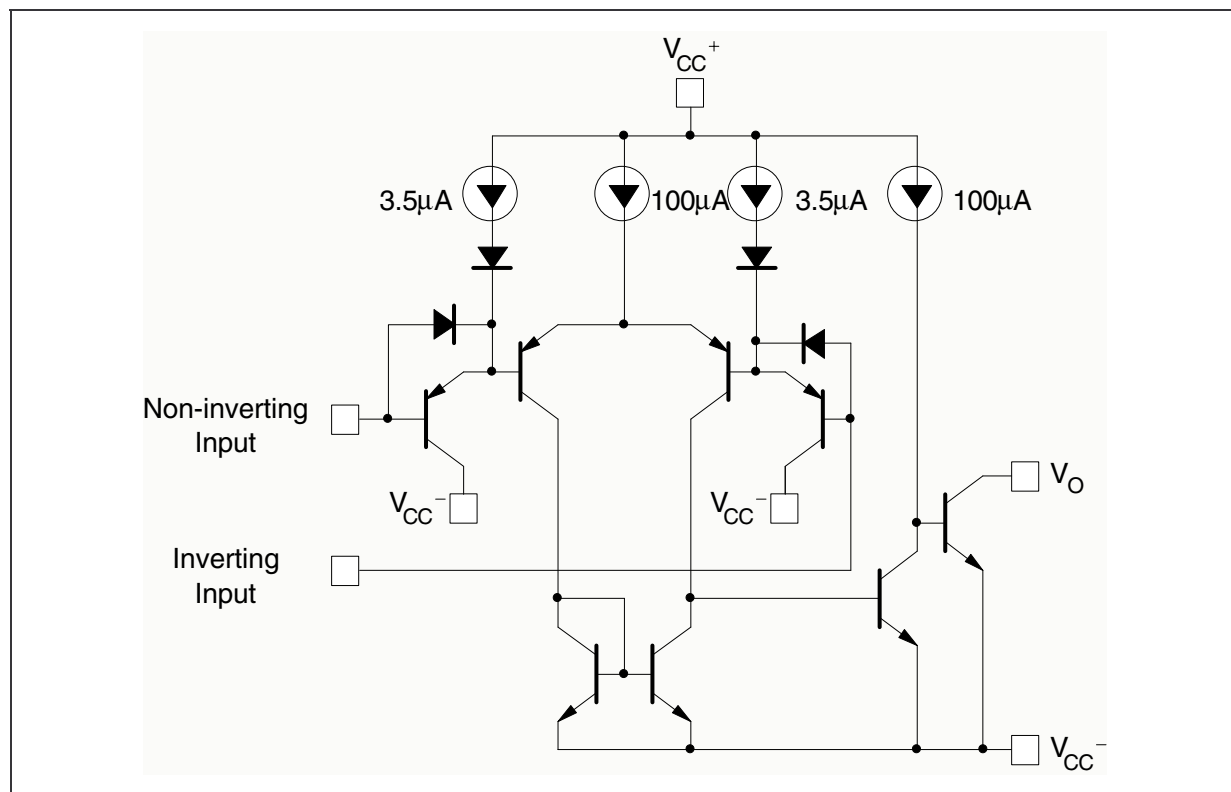 VCC+
3.5μA
100μA
3.5μA
100μA
Non-inverting
Input
VCC−
VCC−
VO
Inverting
Input
VCC−